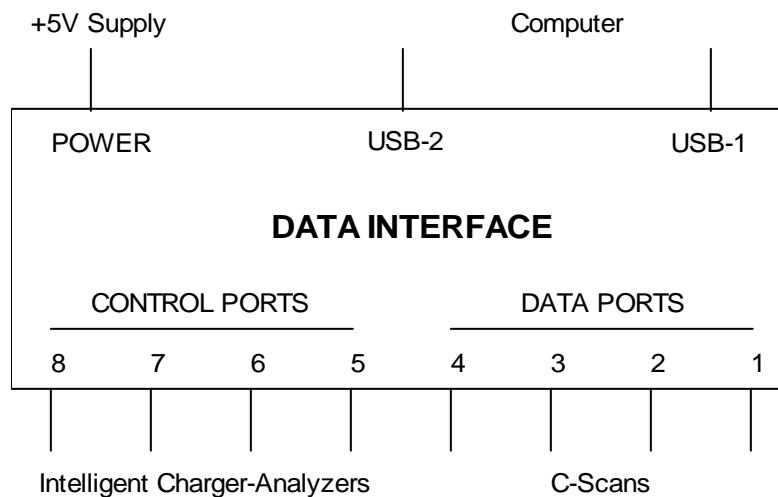 +5V Supply Computer
POWER USB-2 USB-1
DATA INTERFACE
CONTROL PORTS DATA PORTS
8 7 6 5 4 3 2 1
Intelligent Charger-Analyzers C-Scans